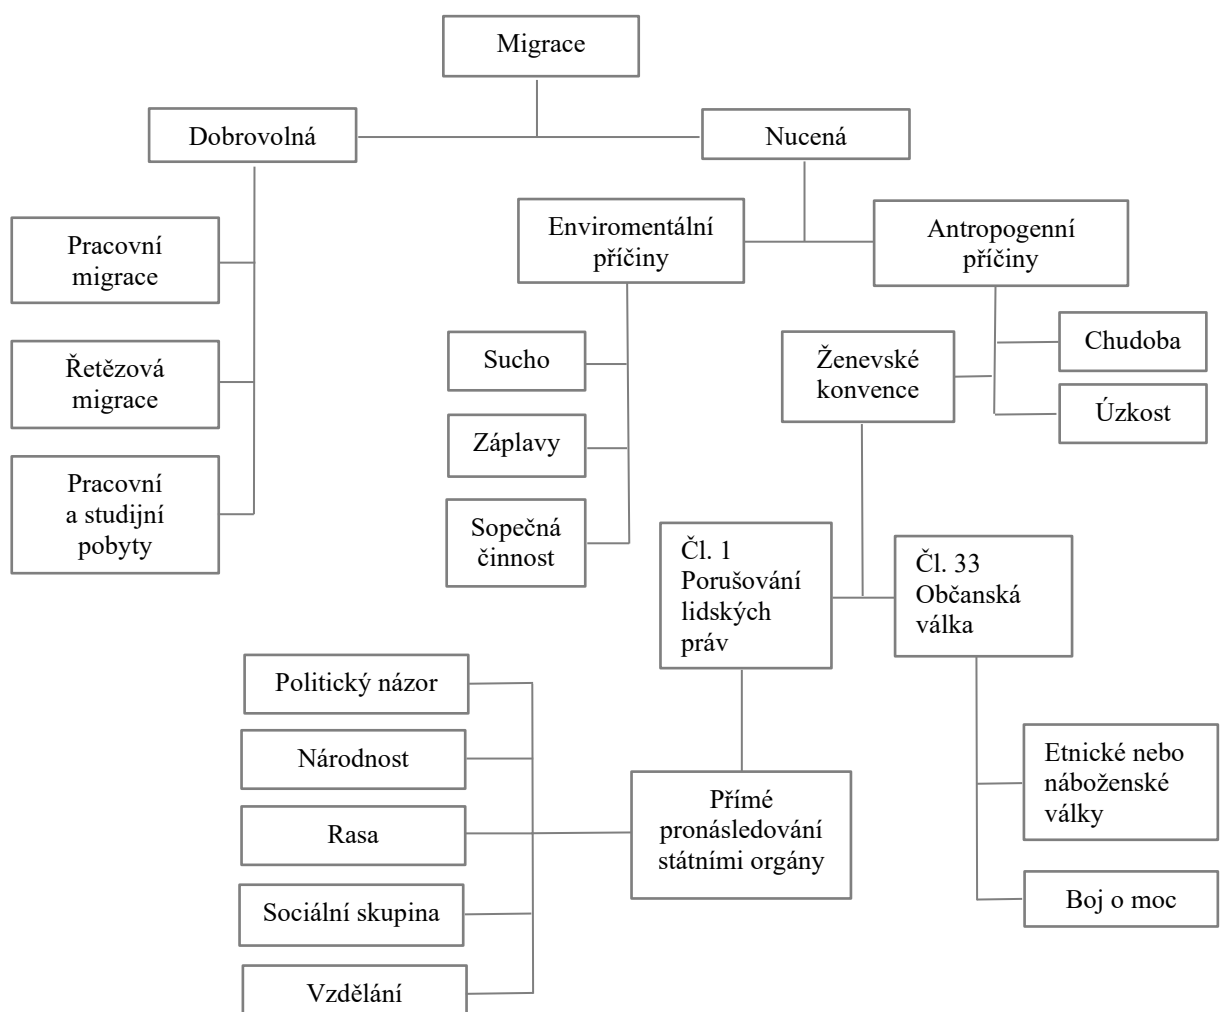 Migrace
Dobrovolná
Nucená
Pracovní
migrace
Řetězová
migrace
Pracovní
a studijní
pobyty
Enviromentální
příčiny
Sucho
Záplavy
Sopečná
činnost
Antropogenní
příčiny
Chudoba
Úzkost
Ženevské
konvence
Čl. 1
Porušování
lidských
práv
Čl. 33
Občanská
válka
Přímé
pronásledování
státními orgány
Politický názor
Národnost
Rasa
Sociální skupina
Vzdělání
Etnické nebo
náboženské
války
Boj o moc